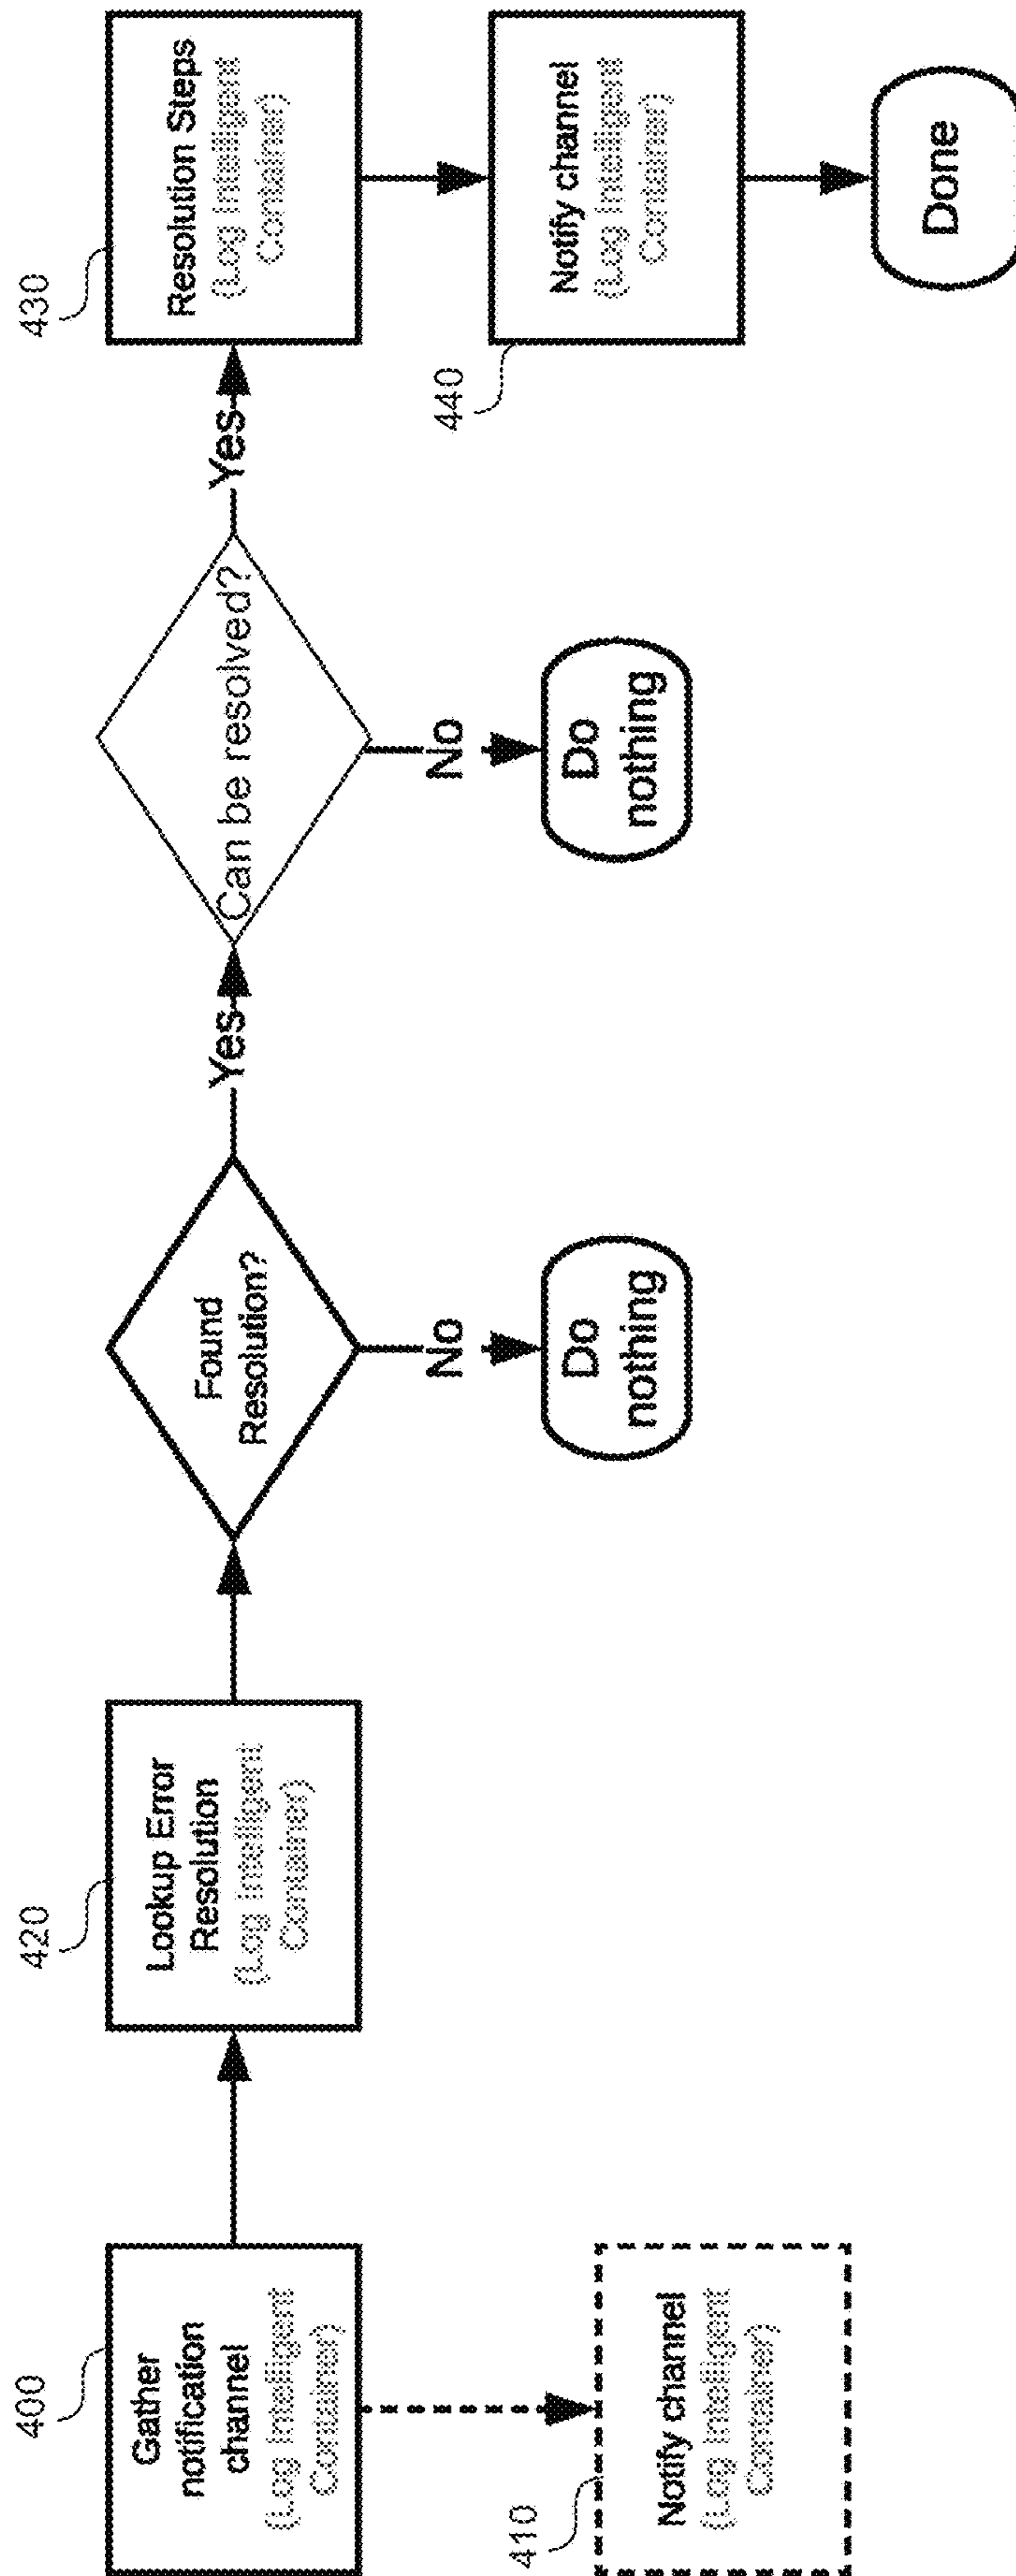 400
Gather
notification
channel
(Log Intelligent
Container)
410
Notify channel
(Log Intelligent
Container)
420
Lookup Error
Resolution
(Log Intelligent
Container)
Found
Resolution?
No
Do
nothing
Yes
Can be resolved?
No
Do
nothing
Yes
430
Resolution Steps
(Log Intelligent
Container)
440
Notify channel
(Log Intelligent
Container)
Done